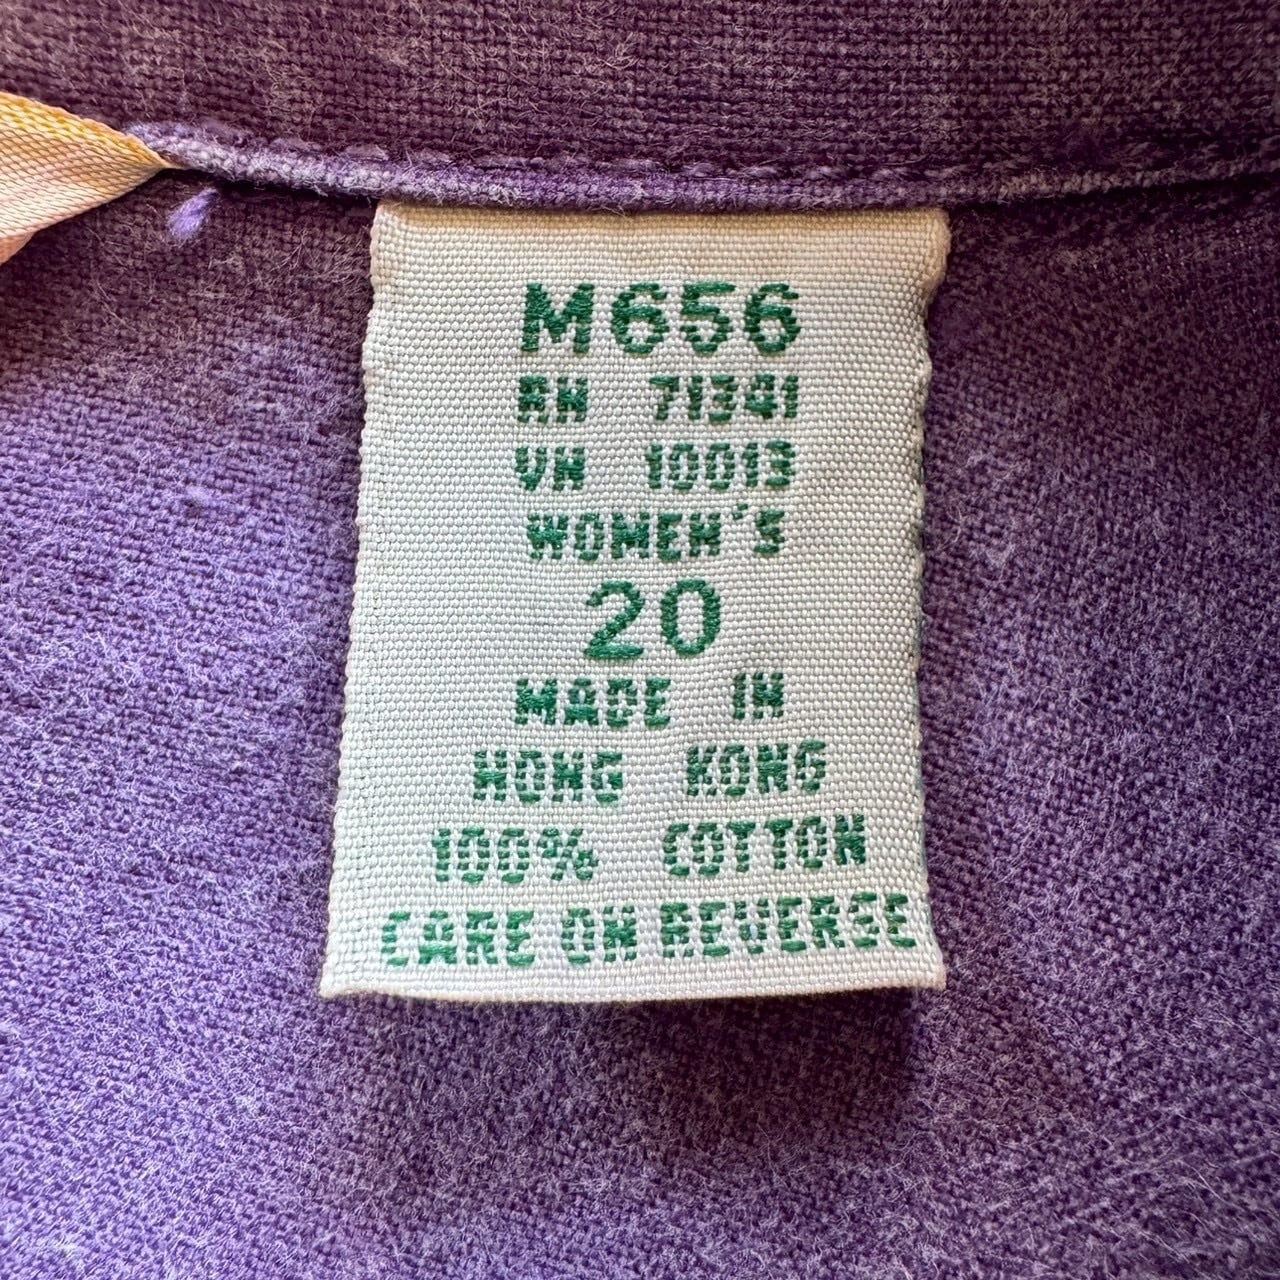 M656
RN 71341
VN 10013
WOMEN'S
20
MADE IN
HONG KONG
100% COTTON
CARE ON REVERSE